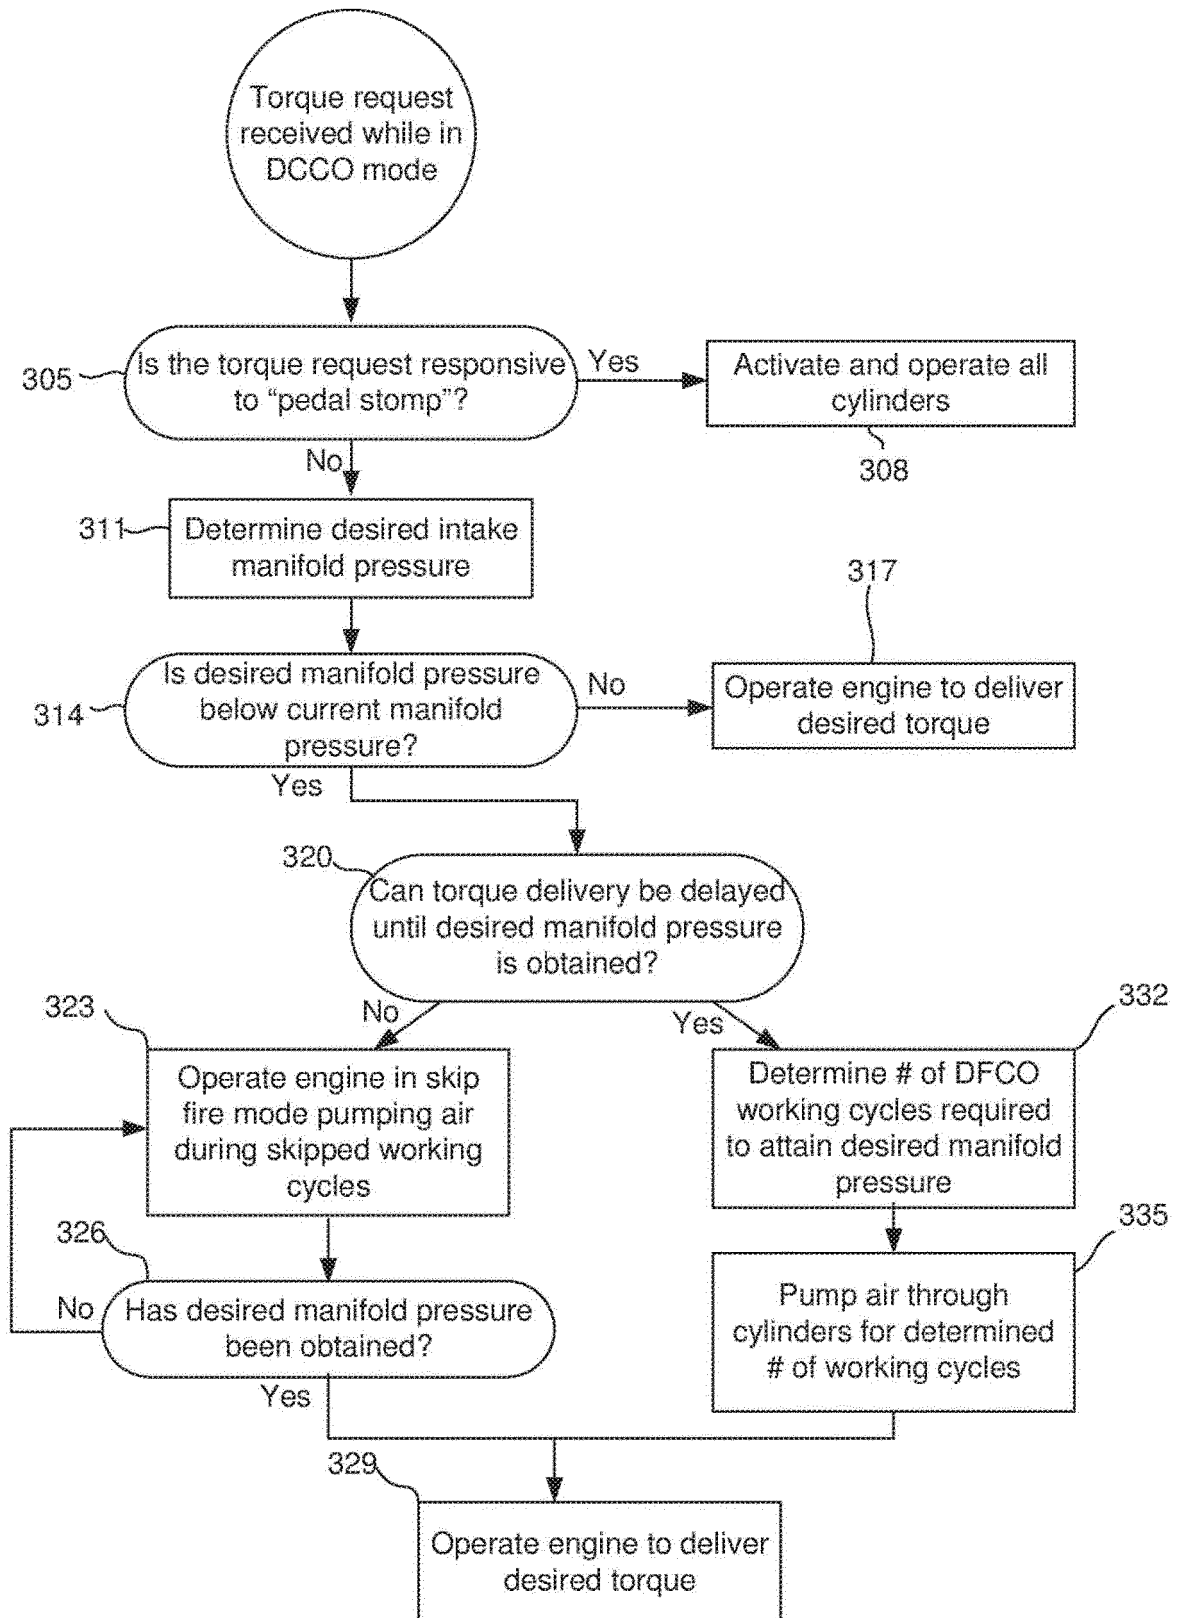 Torque request
received while in
DCCO mode
305
Is the torque request responsive
to “pedal stomp”?
Yes
Activate and operate all
cylinders
308
No
311
Determine desired intake
manifold pressure
317
314
Is desired manifold pressure
below current manifold
pressure?
No
Operate engine to deliver
desired torque
Yes
320
Can torque delivery be delayed
until desired manifold pressure
is obtained?
No
Yes
323
Operate engine in skip
fire mode pumping air
during skipped working
cycles
332
Determine # of DFCO
working cycles required
to attain desired manifold
pressure
326
No
Has desired manifold pressure
been obtained?
Yes
335
Pump air through
cylinders for determined
# of working cycles
329
Operate engine to deliver
desired torque